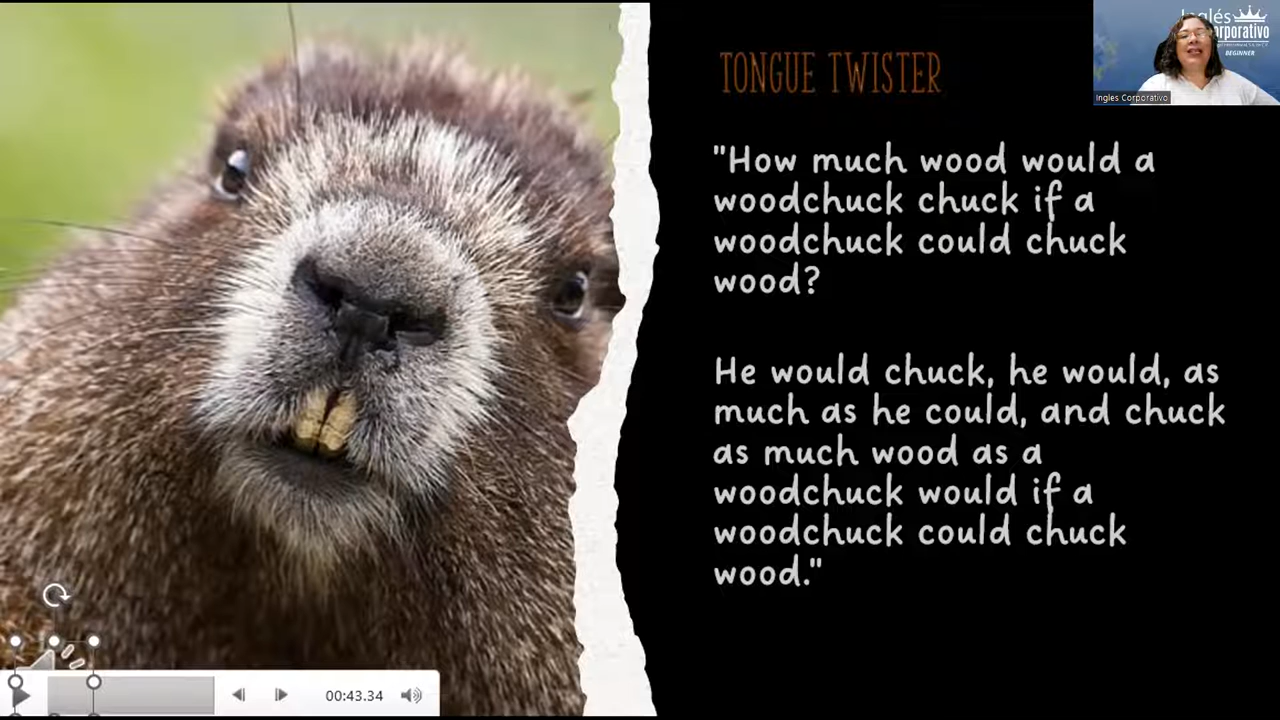 TONGUE TWISTER
"How much wood would a
woodchuck chuck if a
woodchuck could chuck
wood?
He would chuck, he would, as
much as he could, and chuck
as much wood as a
woodchuck would if a
woodchuck could chuck
wood."
Inglés
Corporativo
BEGINNER
Ingles Corporativo
00:43.34